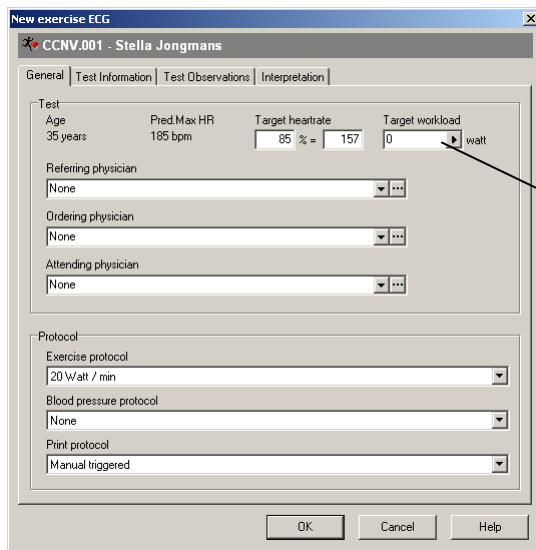 New exercise ECG
CCNV.001 - Stella Jongmans
General Test Information Test Observations Interpretation
Test
Age Pred.Max HR Target heartrate Target workload
35 years 185 bpm 85 % = 157 0 watt
Referring physician
None
Ordering physician
None
Attending physician
None
Protocol
Exercise protocol
20 Watt / min
Blood pressure protocol
None
Print protocol
Manual triggered
OK Cancel Help